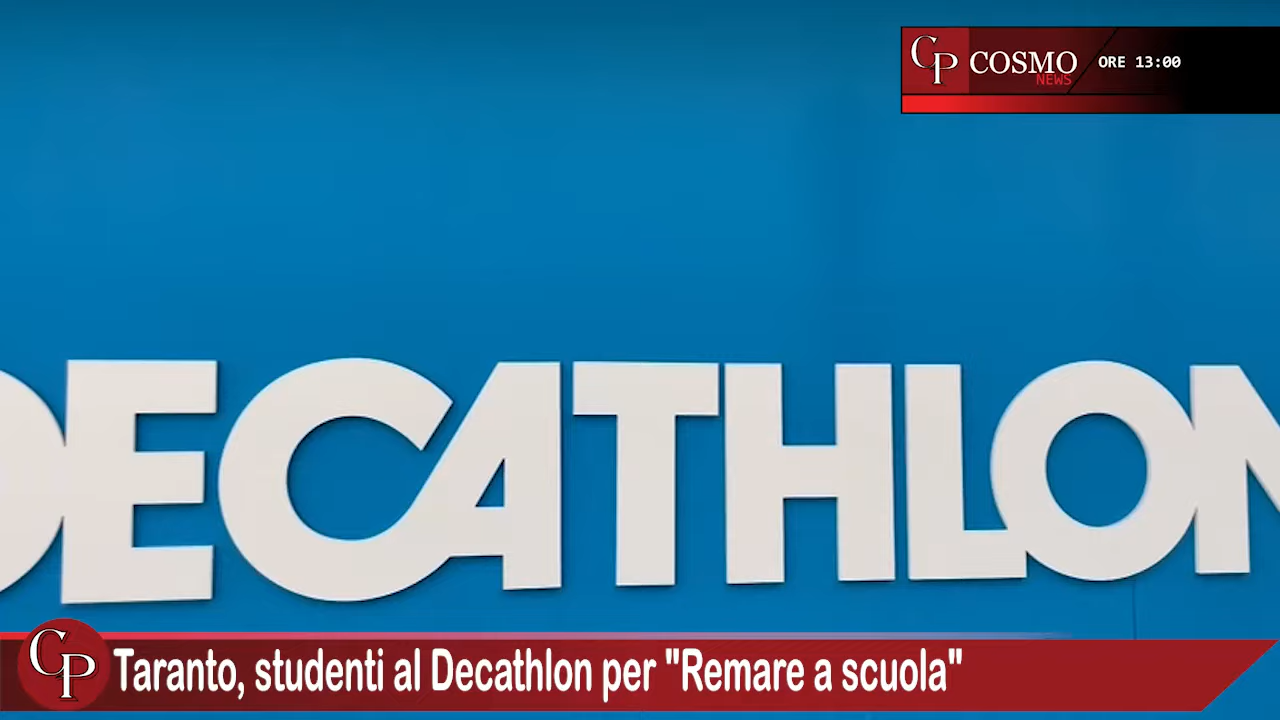 CP COSMO NEWS ORE 13:00
DECATHLON
CP Taranto, studenti al Decathlon per "Remare a scuola"